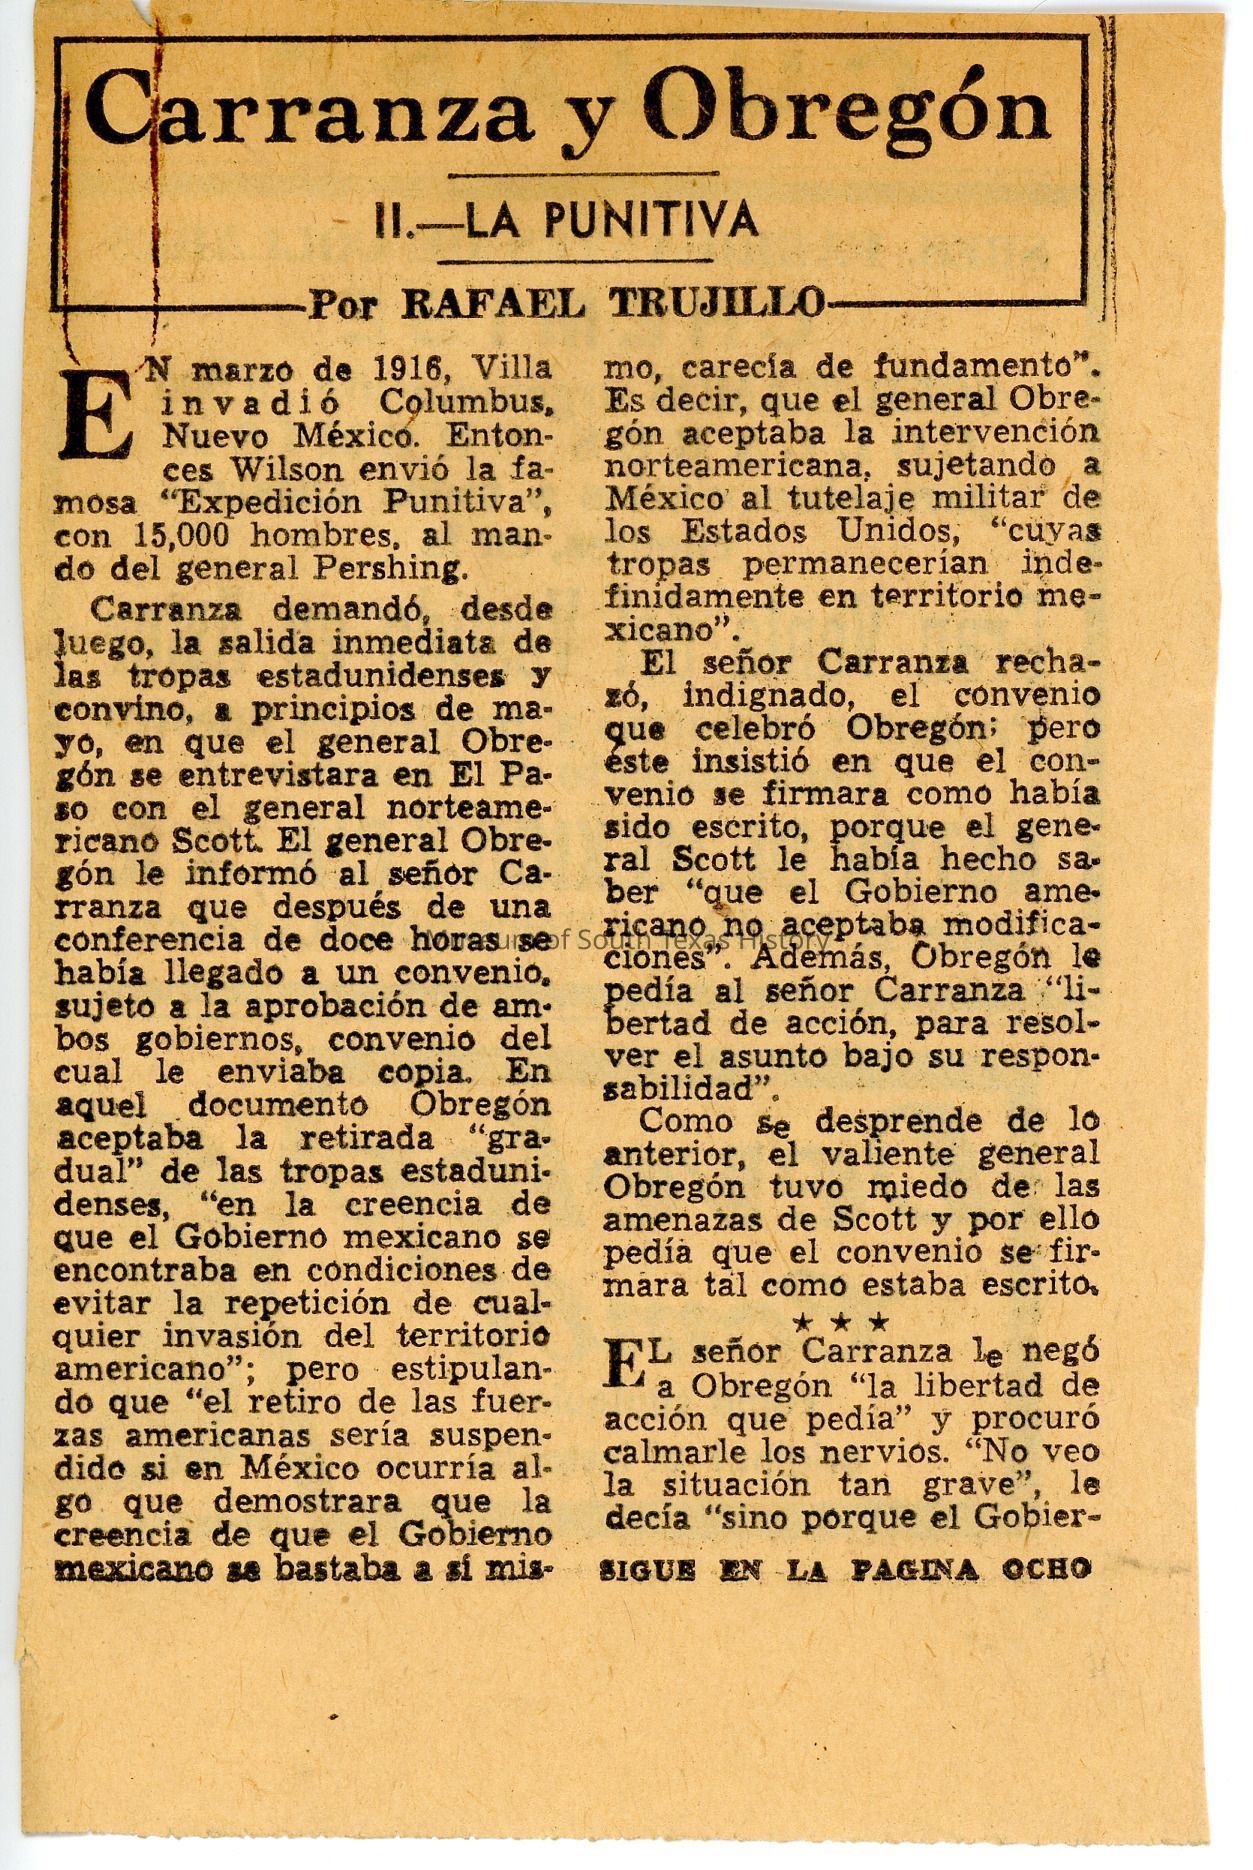 Carranza y Obregón
II.—LA PUNITIVA
Por RAFAEL TRUJILLO
EN marzo de 1916, Villa
invadió Columbus,
Nuevo México. Enton-
ces Wilson envió la fa-
mosa “Expedición Punitiva”,
con 15,000 hombres, al man-
do del general Pershing.
Carranza demandó, desde
luego, la salida inmediata de
las tropas estadunidenses y
convino, a principios de ma-
yo, en que el general Obre-
gón se entrevistara en El Pa-
so con el general norteame-
ricano Scott. El general Obre-
gón le informó al señor Ca-
rranza que después de una
conferencia de doce horas se
había llegado a un convenio,
sujeto a la aprobación de am-
bos gobiernos, convenio del
cual le enviaba copia. En
aquel documento Obregón
aceptaba la retirada “gra-
dual” de las tropas estaduni-
denses, “en la creencia de
que el Gobierno mexicano se
encontraba en condiciones de
evitar la repetición de cual-
quier invasión del territorio
americano”; pero estipulan-
do que “el retiro de las fuer-
zas americanas sería suspen-
dido si en México ocurría al-
go que demostrara que la
creencia de que el Gobierno
mexicano se bastaba a sí mis-
mo, carecía de fundamento”.
Es decir, que el general Obre-
gón aceptaba la intervención
norteamericana, sujetando a
México al tutelaje militar de
los Estados Unidos, “cuyas
tropas permanecerían inde-
finidamente en territorio me-
xicano”.
El señor Carranza recha-
zó, indignado, el convenio
que celebró Obregón; pero
éste insistió en que el con-
venio se firmara como había
sido escrito, porque el gene-
ral Scott le había hecho sa-
ber “que el Gobierno ame-
ricano no aceptaba modifica-
ciones”. Además, Obregón le
pedía al señor Carranza “li-
bertad de acción, para resol-
ver el asunto bajo su respon-
sabilidad”.
Como se desprende de lo
anterior, el valiente general
Obregón tuvo miedo de las
amenazas de Scott y por ello
pedía que el convenio se fir-
mara tal como estaba escrito.
★ ★ ★
EL señor Carranza le negó
a Obregón “la libertad de
acción que pedía” y procuró
calmarle los nervios. “No veo
la situación tan grave”, le
decía “sino porque el Gobier-
SIGUE EN LA PAGINA OCHO
Museum of South Texas History